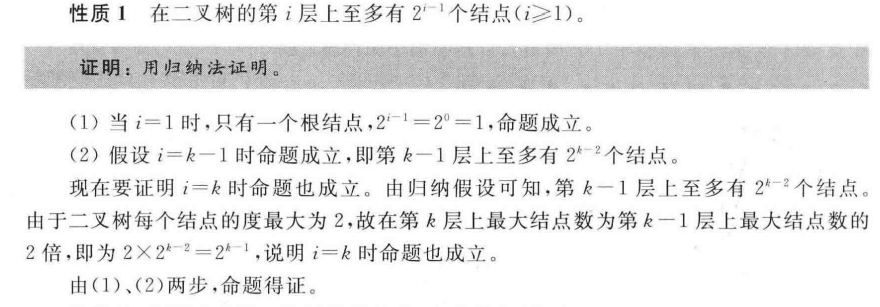 性质1 在二叉树的第 i 层上至多有 2^{i-1} 个结点(i≥1)。
证明：用归纳法证明。
(1) 当 i=1 时,只有一个根结点,2^{i-1}=2^0=1,命题成立。
(2) 假设 i=k-1 时命题成立,即第 k-1 层上至多有 2^{k-2} 个结点。
现在要证明 i=k 时命题也成立。由归纳假设可知,第 k-1 层上至多有 2^{k-2} 个结点。
由于二叉树每个结点的度最大为 2,故在第 k 层上最大结点数为第 k-1 层上最大结点数的
2 倍,即为 2×2^{k-2}=2^{k-1},说明 i=k 时命题也成立。
由(1)、(2)两步,命题得证。